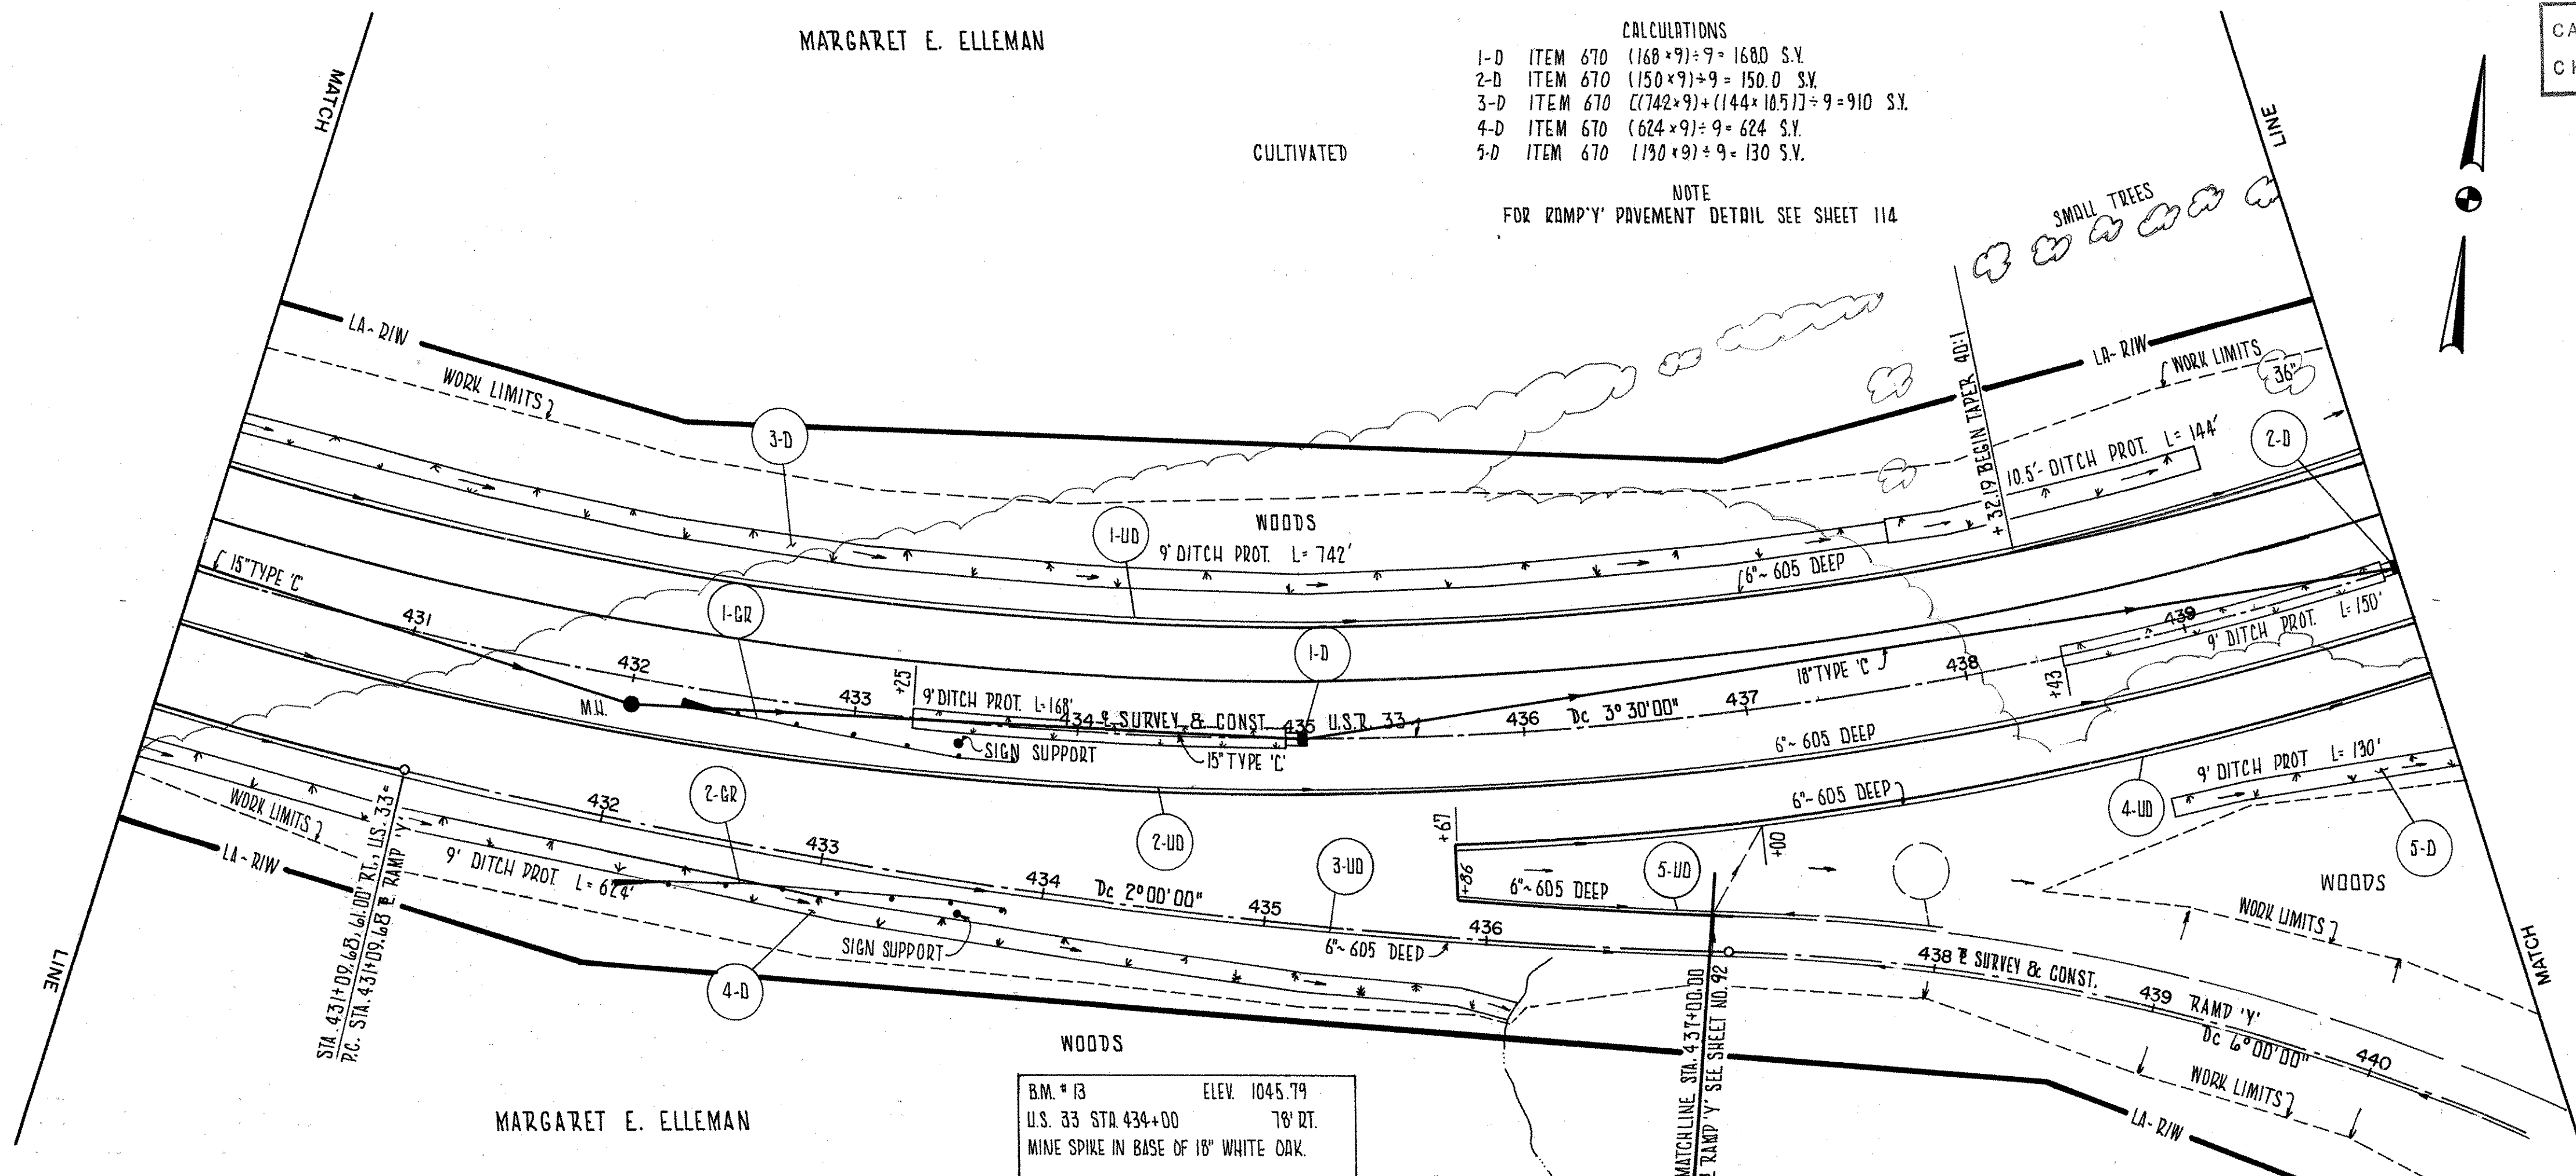 MARGARET E. ELLEMAN
CALCULATIONS
1-D ITEM 670 (168×9)÷9= 168.0 S.Y.
2-D ITEM 670 (150×9)÷9= 150.0 S.Y.
3-D ITEM 670 [(742×9)+(144×10.5)]÷9=910 S.Y.
4-D ITEM 670 (624×9)÷9= 624 S.Y.
5-D ITEM 670 (130×9)÷9= 130 S.Y.
CULTIVATED
NOTE
FOR RAMP 'Y' PAVEMENT DETAIL SEE SHEET 114
CA
CH
MATCH
LINE
SMALL TREES
LA-R/W
WORK LIMITS
3-D
+32.19 BEGIN TAPER 40:1
LA-R/W
WORK LIMITS
36"
2-D
10.5'- DITCH PROT. L= 144'
WOODS
1-UD
9' DITCH PROT. L= 742'
6"~ 605 DEEP
15" TYPE 'C'
1-GR
1-D
431
432
433
434
435
436
437
438
439
M.H.
+25
9' DITCH PROT. L=168'
℄ SURVEY & CONST. U.S.R. 33
Dc 3°30'00"
18" TYPE 'C'
+43
9' DITCH PROT. L=150'
SIGN SUPPORT
15" TYPE 'C'
6"~ 605 DEEP
WORK LIMITS
LA-R/W
432
2-GR
433
434
Dc 2°00'00"
435
436
2-UD
3-UD
+67
+86
6"~ 605 DEEP
6"~ 605 DEEP
5-UD
+00
4-UD
9' DITCH PROT L= 130'
5-D
WOODS
9' DITCH PROT. L= 624'
SIGN SUPPORT
4-D
6"~ 605 DEEP
438 ℄ SURVEY & CONST.
439 RAMP 'Y'
Dc 6°00'00"
440
WORK LIMITS
WORK LIMITS
LA-R/W
LINE
MATCH
STA. 431+09.68, 61.00' RT., U.S. 33 =
P.C. STA. 431+09.68 ℄ RAMP 'Y'
MATCHLINE STA. 437+00.00
RAMP 'Y' SEE SHEET NO. 92
WOODS
MARGARET E. ELLEMAN
B.M. # 13 ELEV. 1045.79
U.S. 33 STA. 434+00 78' RT.
MINE SPIKE IN BASE OF 18" WHITE OAK.